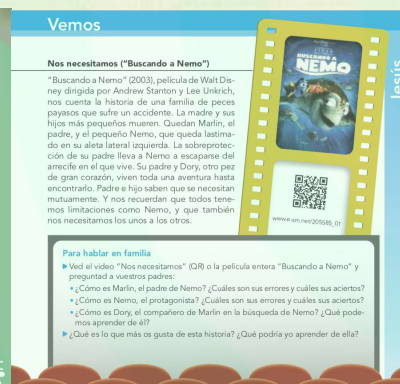 Vemos
Nos necesitamos ("Buscando a Nemo")
"Buscando a Nemo" (2003), película de Walt Dis-
ney dirigida por Andrew Stanton y Lee Unkrich,
nos cuenta la historia de una familia de peces
payasos que sufre un accidente. La madre y sus
hijos más pequeños mueren. Quedan Marlin, el
padre, y el pequeño Nemo, que queda lastima-
do en su aleta lateral izquierda. La sobreprotec-
ción de su padre lleva a Nemo a escaparse del
arrecife en el que vive. Su padre y Dory, otro pez
de gran corazón, viven toda una aventura hasta
encontrarlo. Padre e hijo saben que se necesitan
mutuamente. Y nos recuerdan que todos tene-
mos limitaciones como Nemo, y que también
nos necesitamos los unos a los otros.
BUSCANDO A
NEMO
www.e-sm.net/205585_01
Para hablar en familia
▶ Ved el video "Nos necesitamos" (QR) o la película entera "Buscando a Nemo" y
preguntad a vuestros padres:
• ¿Cómo es Marlin, el padre de Nemo? ¿Cuáles son sus errores y cuáles sus aciertos?
• ¿Cómo es Nemo, el protagonista? ¿Cuáles son sus errores y cuáles sus aciertos?
• ¿Cómo es Dory, el compañero de Marlin en la búsqueda de Nemo? ¿Qué pode-
mos aprender de él?
▶ ¿Qué es lo que más os gusta de esta historia? ¿Qué podría yo aprender de ella?
Jesús